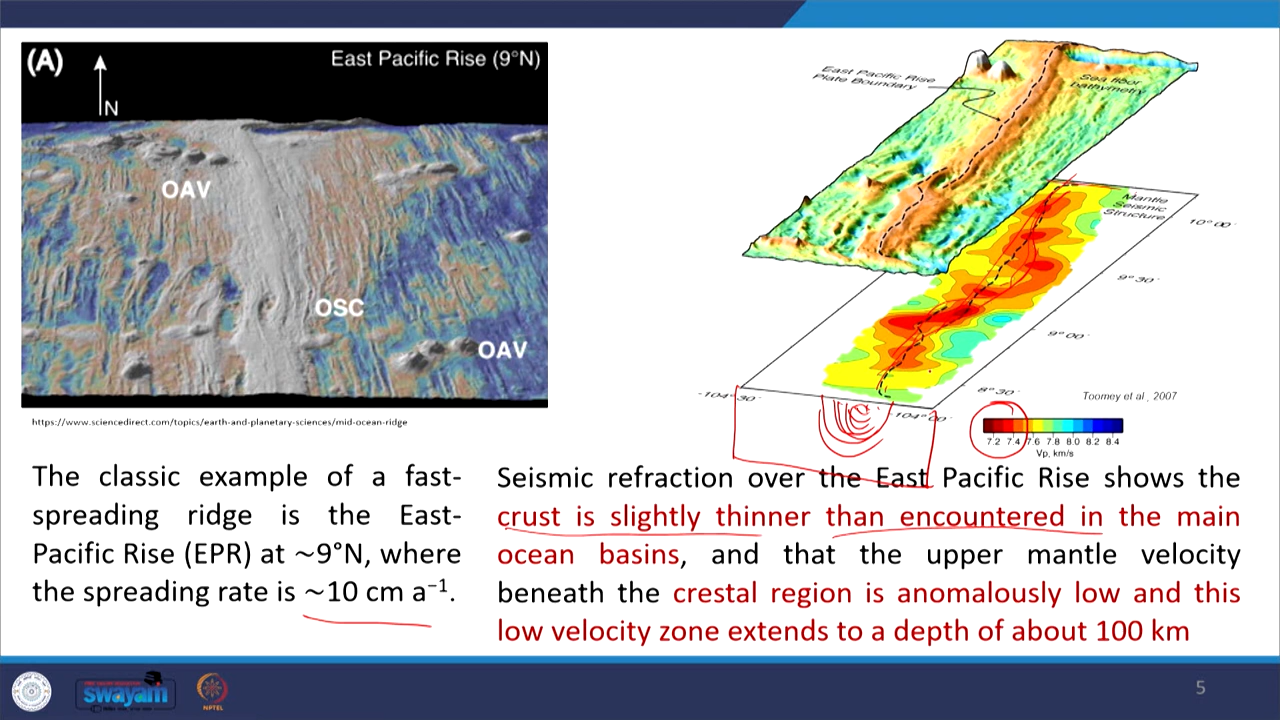 (A)
East Pacific Rise (9°N)
N
OAV
OSC
OAV
https://www.sciencedirect.com/topics/earth-and-planetary-sciences/mid-ocean-ridge
The classic example of a fast-
spreading ridge is the East-
Pacific Rise (EPR) at ~9°N, where
the spreading rate is ~10 cm a⁻¹.
East Pacific Rise
Plate Boundary
Sea floor
bathymetry
Mantle
Seismic
Structure
10° 00'
9° 30'
9° 00'
8° 30'
-104° 30'
-104° 00'
Toomey et al., 2007
7.2 7.4 7.6 7.8 8.0 8.2 8.4
Vp, km/s
Seismic refraction over the East Pacific Rise shows the
crust is slightly thinner than encountered in the main
ocean basins, and that the upper mantle velocity
beneath the crestal region is anomalously low and this
low velocity zone extends to a depth of about 100 km
swayam
NPTEL
5